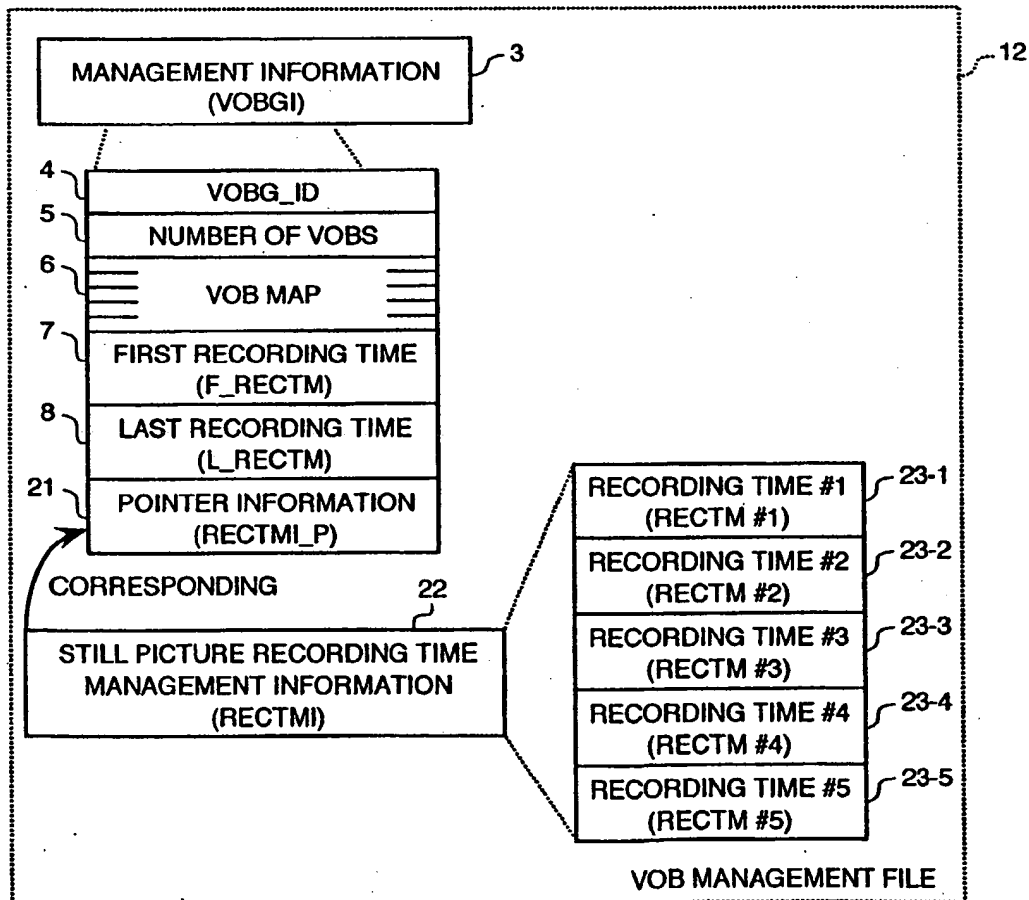 MANAGEMENT INFORMATION
(VOBGI)
3
12
4
VOBG_ID
5
NUMBER OF VOBS
6
VOB MAP
7
FIRST RECORDING TIME
(F_RECTM)
8
LAST RECORDING TIME
(L_RECTM)
21
POINTER INFORMATION
(RECTMI_P)
CORRESPONDING
22
STILL PICTURE RECORDING TIME
MANAGEMENT INFORMATION
(RECTMI)
RECORDING TIME #1
(RECTM #1)
23-1
RECORDING TIME #2
(RECTM #2)
23-2
RECORDING TIME #3
(RECTM #3)
23-3
RECORDING TIME #4
(RECTM #4)
23-4
RECORDING TIME #5
(RECTM #5)
23-5
VOB MANAGEMENT FILE